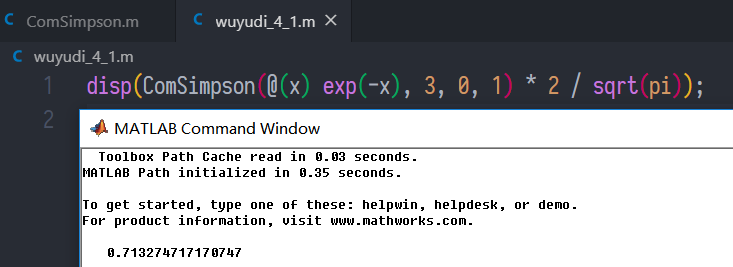 ComSimpson.m wuyudi_4_1.m
wuyudi_4_1.m
1 disp(ComSimpson(@(x) exp(-x), 3, 0, 1) * 2 / sqrt(pi));
2
MATLAB Command Window
Toolbox Path Cache read in 0.03 seconds.
MATLAB Path initialized in 0.35 seconds.
To get started, type one of these: helpwin, helpdesk, or demo.
For product information, visit www.mathworks.com.
0.713274717170747